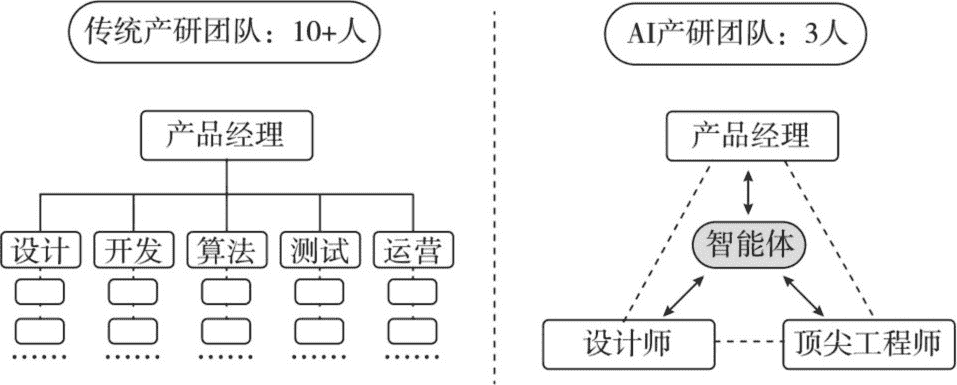 传统产研团队：10+人
产品经理
设计 开发 算法 测试 运营
…… …… …… …… ……
AI产研团队：3人
产品经理
智能体
设计师 顶尖工程师